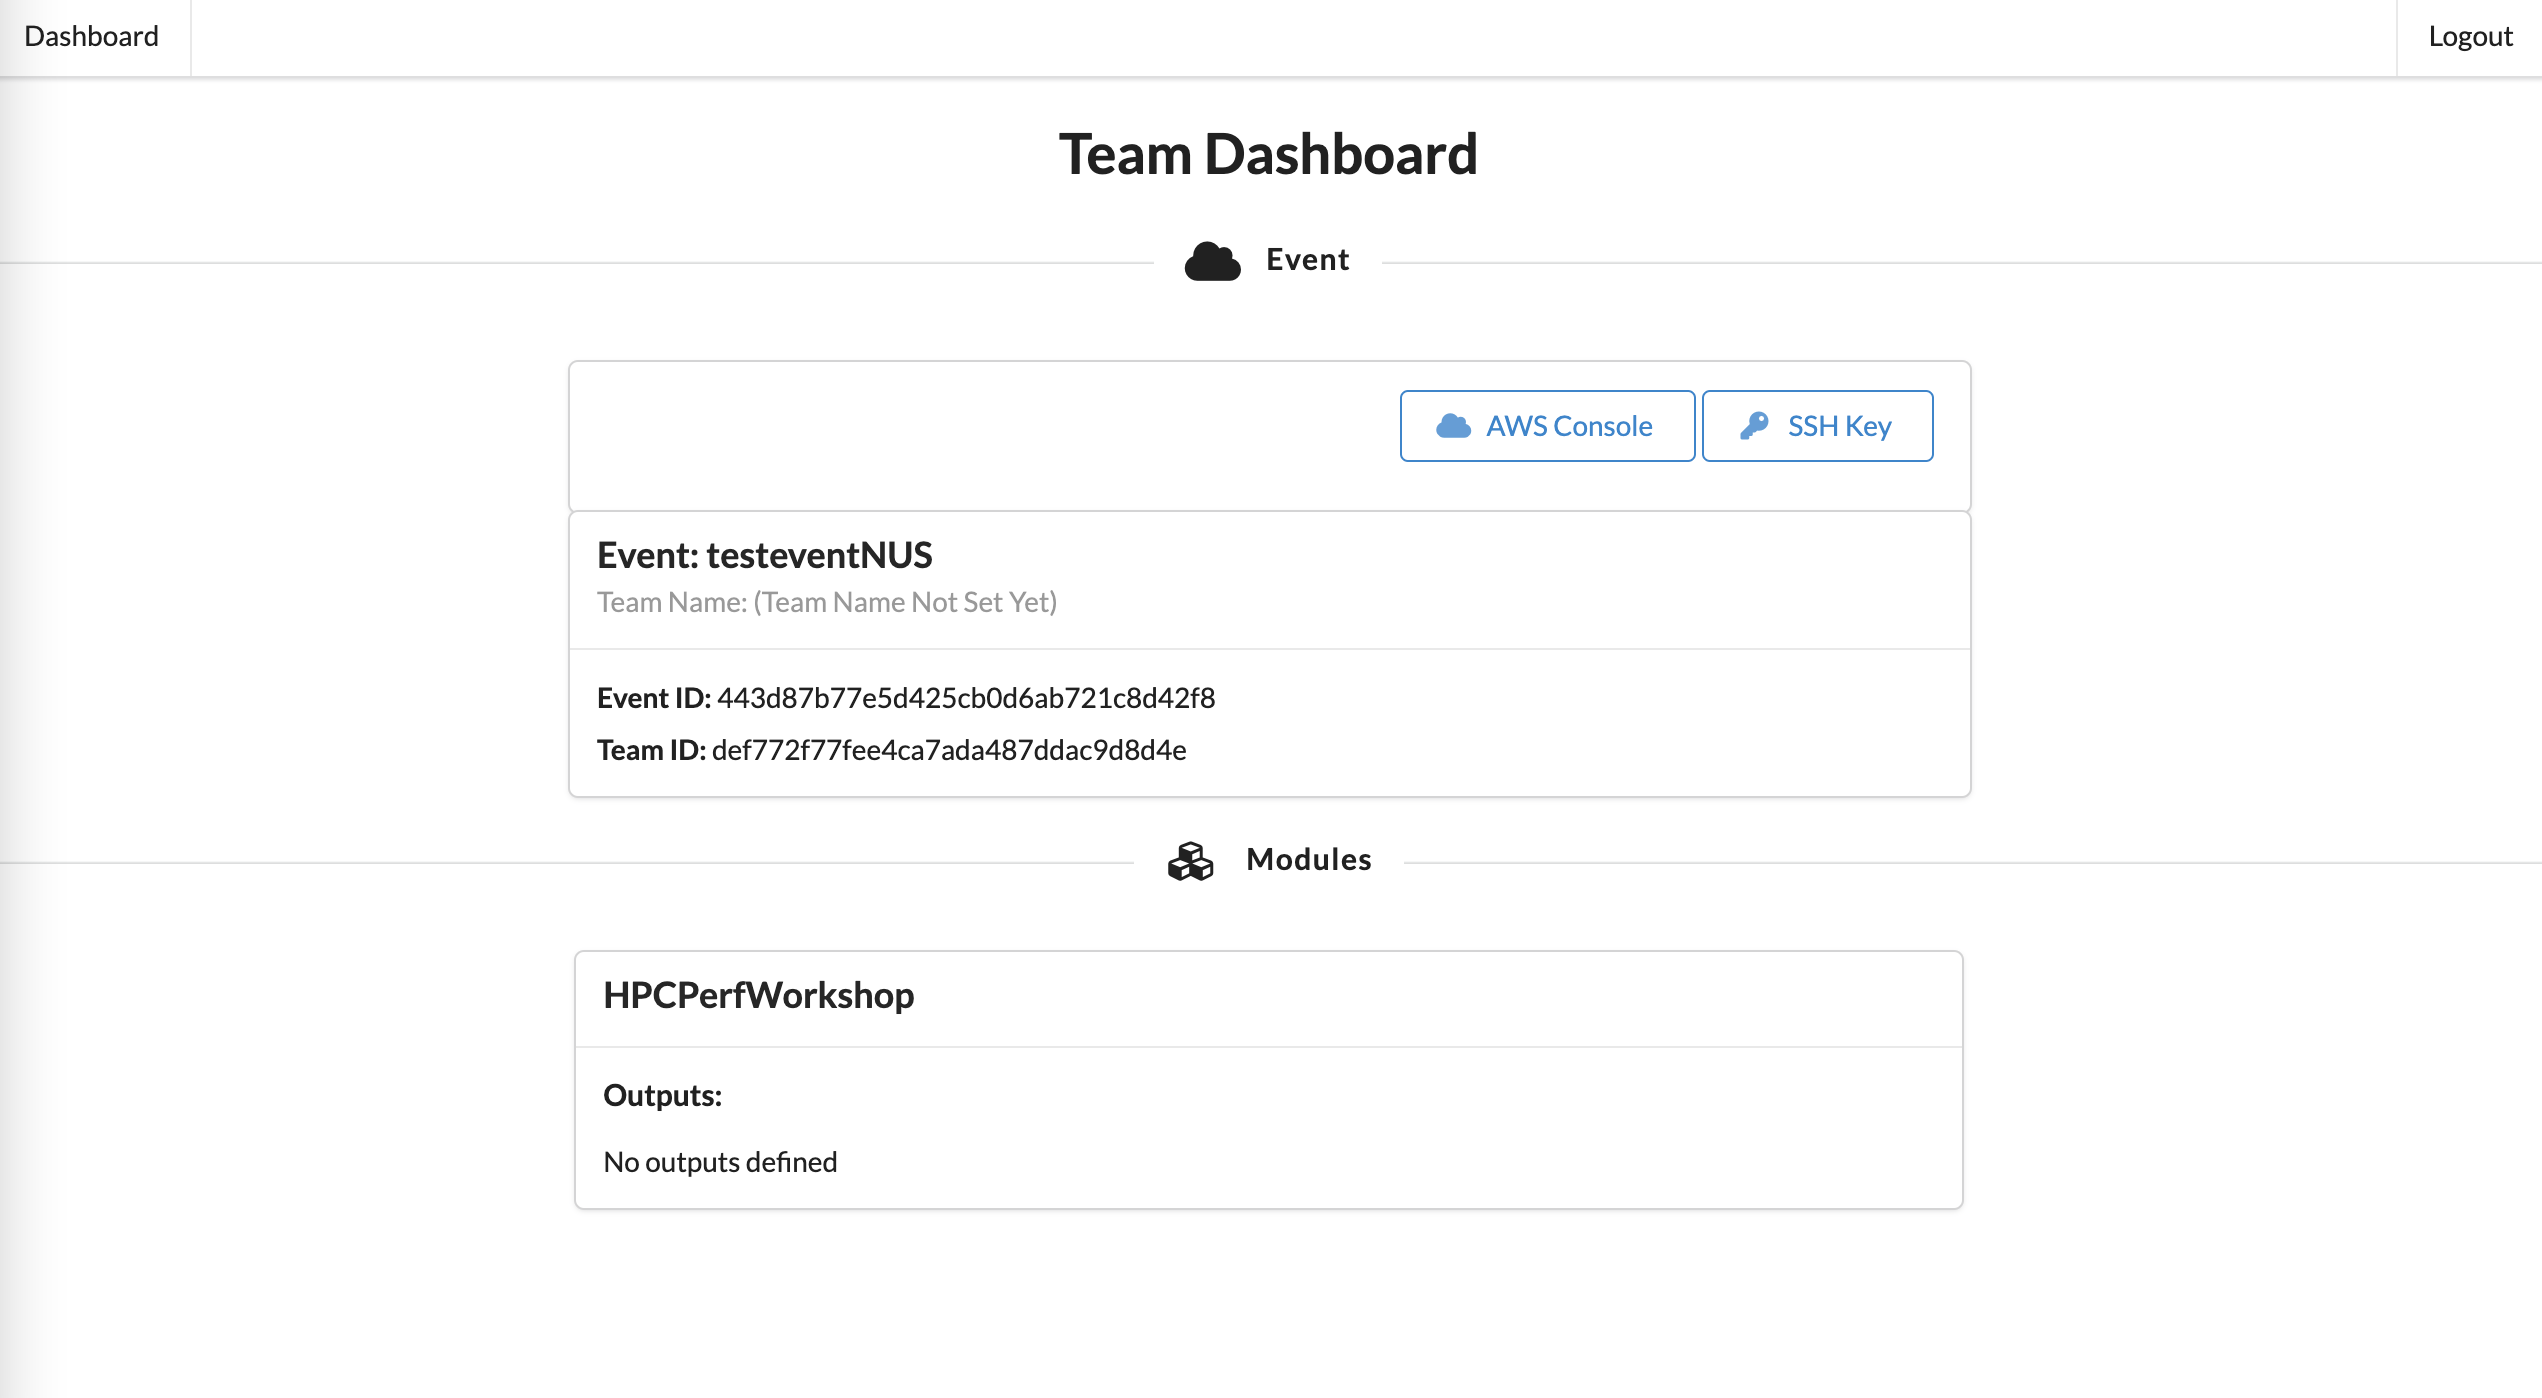 Dashboard
Logout
Team Dashboard
Event
AWS Console
SSH Key
Event: testeventNUS
Team Name: (Team Name Not Set Yet)
Event ID: 443d87b77e5d425cb0d6ab721c8d42f8
Team ID: def772f77fee4ca7ada487ddac9d8d4e
Modules
HPCPerfWorkshop
Outputs:
No outputs defined